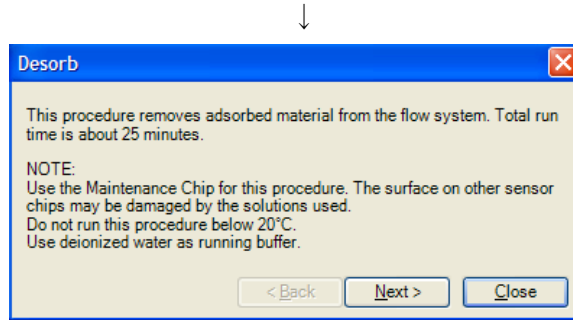 ↓
Desorb
This procedure removes adsorbed material from the flow system. Total run
time is about 25 minutes.
NOTE:
Use the Maintenance Chip for this procedure. The surface on other sensor
chips may be damaged by the solutions used.
Do not run this procedure below 20°C.
Use deionized water as running buffer.
< Back Next > Close